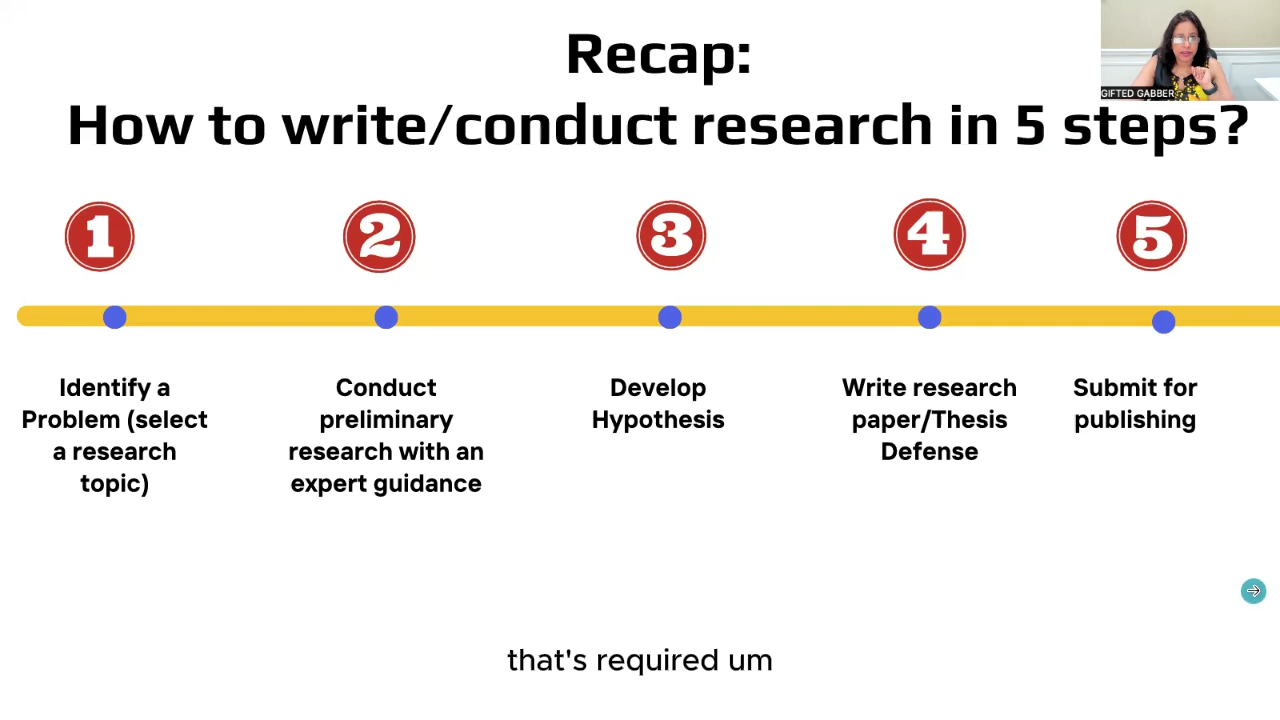 Recap:
How to write/conduct research in 5 steps?
GIFTED GABBER
1
2
3
4
5
Identify a
Problem (select
a research
topic)
Conduct
preliminary
research with an
expert guidance
Develop
Hypothesis
Write research
paper/Thesis
Defense
Submit for
publishing
that's required um